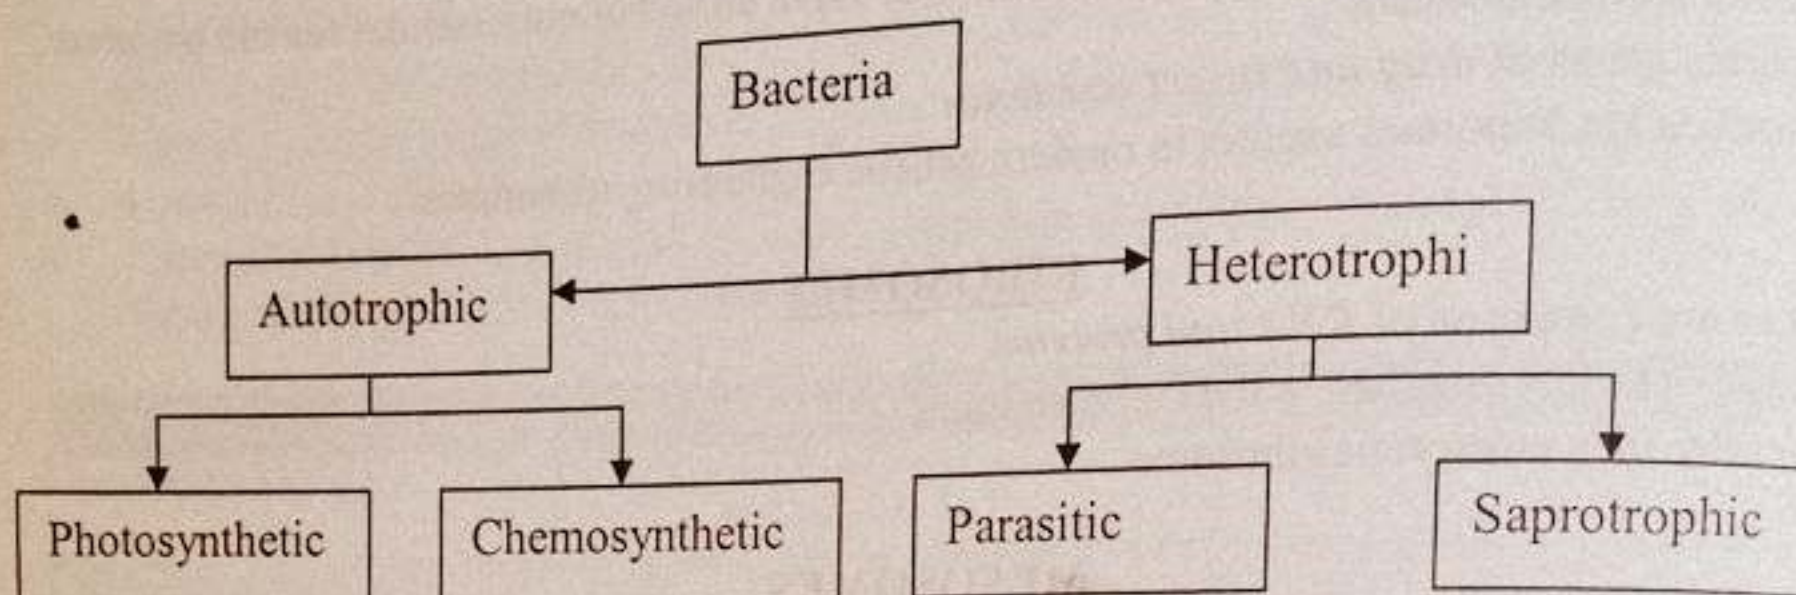 Bacteria
Autotrophic
Heterotrophi
Photosynthetic
Chemosynthetic
Parasitic
Saprotrophic